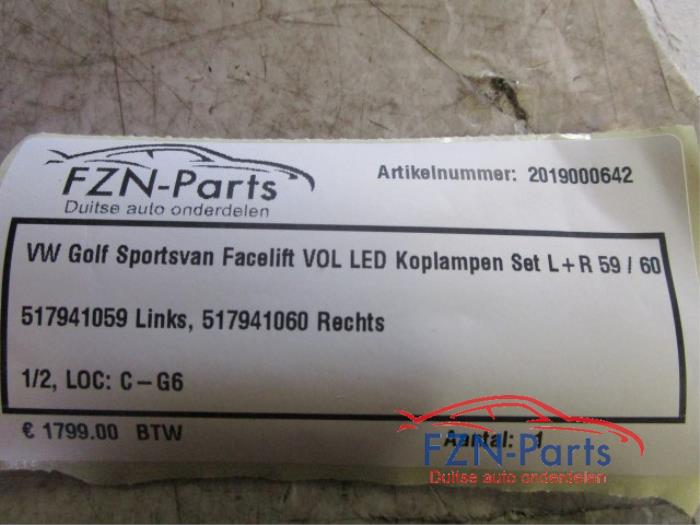 FZN-Parts
Duitse auto onderdelen
Artikelnummer: 2019000642
VW Golf Sportsvan Facelift VOL LED Koplampen Set L+R 59 / 60
517941059 Links, 517941060 Rechts
1/2, LOC: C-G6
€ 1799.00 BTW
Aantal: 1
FZN-Parts
Duitse auto onderdelen